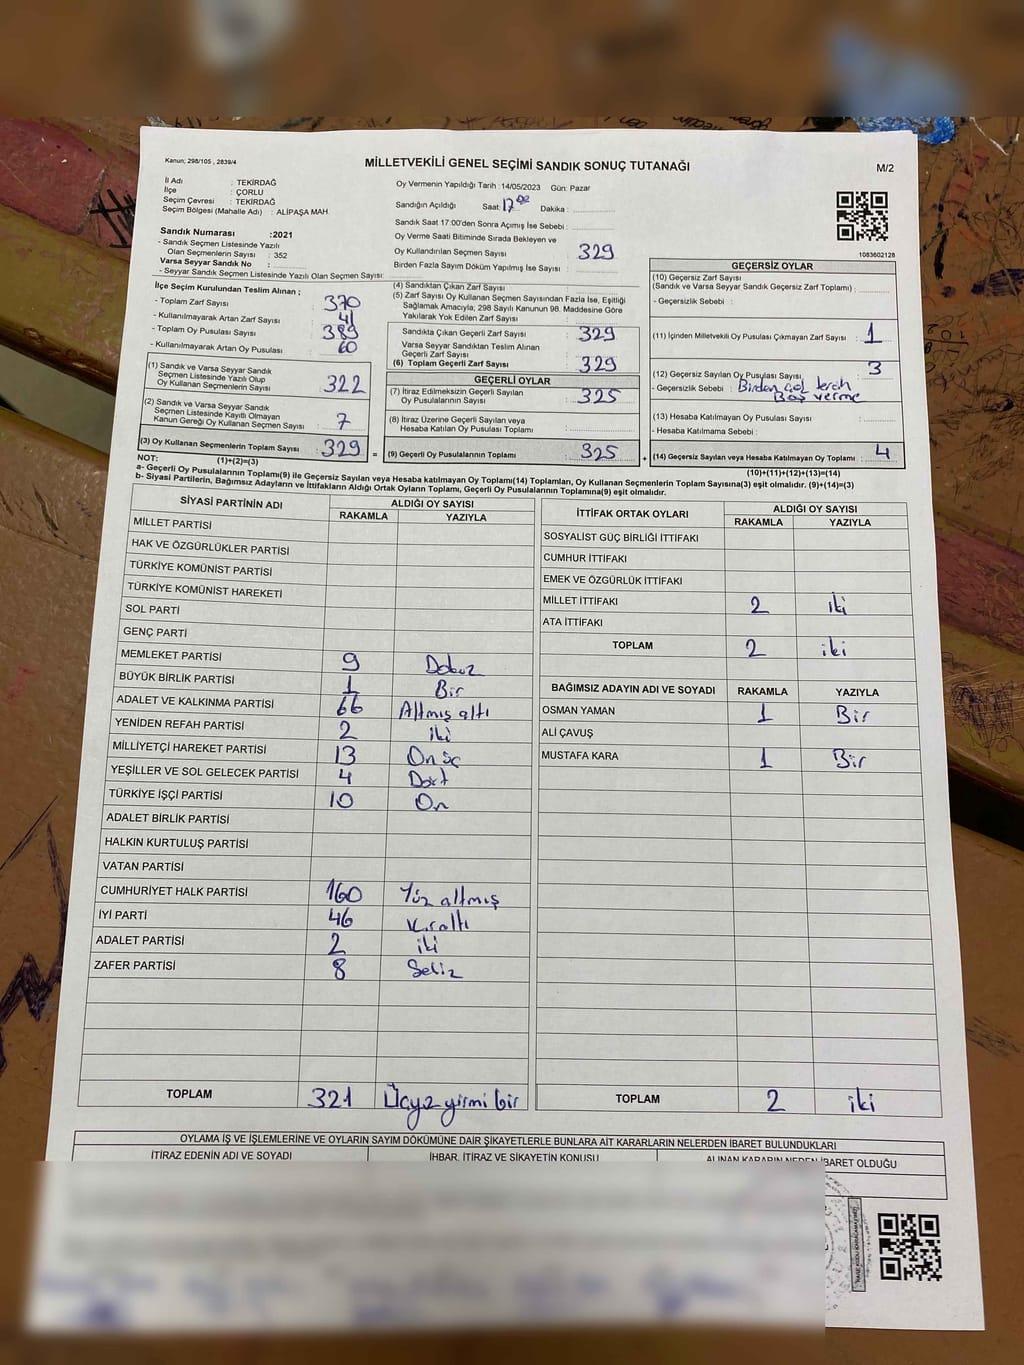 Kanun; 298/105 , 2839/4
MİLLETVEKİLİ GENEL SEÇİMİ SANDIK SONUÇ TUTANAĞI
M/2
İl Adı : TEKİRDAĞ
İlçe : ÇORLU
Seçim Çevresi : TEKİRDAĞ
Seçim Bölgesi (Mahalle Adı) : ALİPAŞA MAH.
Sandık Numarası :2021
- Sandık Seçmen Listesinde Yazılı
Olan Seçmenlerin Sayısı : 352
Varsa Seyyar Sandık No :
- Seyyar Sandık Seçmen Listesinde Yazılı Olan Seçmen Sayısı:
Oy Vermenin Yapıldığı Tarih :14/05/2023 Gün: Pazar
Sandığın Açıldığı Saat: 17 00 Dakika :
Sandık Saat 17:00'den Sonra Açımış İse Sebebi :
Oy Verme Saati Bitiminde Sırada Bekleyen ve
Oy Kullandırılan Seçmen Sayısı 329
Birden Fazla Sayım Döküm Yapılmış İse Sayısı :
1083602128
İlçe Seçim Kurulundan Teslim Alınan ;
- Toplam Zarf Sayısı : 370
- Kullanılmayarak Artan Zarf Sayısı : 41
- Toplam Oy Pusulası Sayısı : 389
- Kullanılmayarak Artan Oy Pusulası : 60
(1) Sandık ve Varsa Seyyar Sandık
Seçmen Listesinde Yazılı Olup
Oy Kullanan Seçmenlerin Sayısı : 322
(2) Sandık ve Varsa Seyyar Sandık
Seçmen Listesinde Kayıtlı Olmayan
Kanun Gereği Oy Kullanan Seçmen Sayısı : 7
(3) Oy Kullanan Seçmenlerin Toplam Sayısı : 329
(1)+(2)=(3)
(4) Sandıktan Çıkan Zarf Sayısı :
(5) Zarf Sayısı Oy Kullanan Seçmen Sayısından Fazla İse, Eşitliği
Sağlamak Amacıyla; 298 Sayılı Kanunun 98. Maddesine Göre
Yakılarak Yok Edilen Zarf Sayısı :
Sandıkta Çıkan Geçerli Zarf Sayısı : 329
Varsa Seyyar Sandıktan Teslim Alınan
Geçerli Zarf Sayısı :
(6) Toplam Geçerli Zarf Sayısı : 329
GEÇERLİ OYLAR
(7) İtiraz Edilmeksizin Geçerli Sayılan
Oy Pusulalarının Sayısı : 325
(8) İtiraz Üzerine Geçerli Sayılan veya
Hesaba Katılan Oy Pusulası Toplamı :
= (9) Geçerli Oy Pusulalarının Toplamı : 325
GEÇERSİZ OYLAR
(10) Geçersiz Zarf Sayısı
(Sandık ve Varsa Seyyar Sandık Geçersiz Zarf Toplamı) :
- Geçersizlik Sebebi :
(11) İçinden Milletvekili Oy Pusulası Çıkmayan Zarf Sayısı : 1
(12) Geçersiz Sayılan Oy Pusulası Sayısı : 3
- Geçersizlik Sebebi : Birden çok tercih
Boş verme
(13) Hesaba Katılmayan Oy Pusulası Sayısı :
- Hesaba Katılmama Sebebi :
+ (14) Geçersiz Sayılan veya Hesaba Katılmayan Oy Toplamı : 4
(10)+(11)+(12)+(13)=(14)
NOT:
a- Geçerli Oy Pusulalarının Toplamı(9) ile Geçersiz Sayılan veya Hesaba katılmayan Oy Toplamı(14) Toplamları, Oy Kullanan Seçmenlerin Toplam Sayısına(3) eşit olmalıdır. (9)+(14)=(3)
b- Siyasi Partilerin, Bağımsız Adayların ve İttifakların Aldığı Ortak Oyların Toplamı, Geçerli Oy Pusulalarının Toplamına(9) eşit olmalıdır.
SİYASİ PARTİNİN ADI ALDIĞI OY SAYISI
RAKAMLA YAZIYLA
MİLLET PARTİSİ
HAK VE ÖZGÜRLÜKLER PARTİSİ
TÜRKİYE KOMÜNİST PARTİSİ
TÜRKİYE KOMÜNİST HAREKETİ
SOL PARTİ
GENÇ PARTİ
MEMLEKET PARTİSİ 9 Dokuz
BÜYÜK BİRLİK PARTİSİ 1 Bir
ADALET VE KALKINMA PARTİSİ 66 Altmış altı
YENİDEN REFAH PARTİSİ 2 iki
MİLLİYETÇİ HAREKET PARTİSİ 13 On üç
YEŞİLLER VE SOL GELECEK PARTİSİ 4 Dört
TÜRKİYE İŞÇİ PARTİSİ 10 On
ADALET BİRLİK PARTİSİ
HALKIN KURTULUŞ PARTİSİ
VATAN PARTİSİ
CUMHURİYET HALK PARTİSİ 160 Yüz altmış
İYİ PARTİ 46
ADALET PARTİSİ 2 iki
ZAFER PARTİSİ 8 Sekiz
TOPLAM 321 Üçyüz yirmi bir
İTTİFAK ORTAK OYLARI ALDIĞI OY SAYISI
RAKAMLA YAZIYLA
SOSYALİST GÜÇ BİRLİĞİ İTTİFAKI
CUMHUR İTTİFAKI
EMEK VE ÖZGÜRLÜK İTTİFAKI
MİLLET İTTİFAKI 2 iki
ATA İTTİFAKI
TOPLAM 2 iki
BAĞIMSIZ ADAYIN ADI VE SOYADI RAKAMLA YAZIYLA
OSMAN YAMAN 1 Bir
ALİ ÇAVUŞ
MUSTAFA KARA 1 Bir
TOPLAM 2 iki
OYLAMA İŞ VE İŞLEMLERİNE VE OYLARIN SAYIM DÖKÜMÜNE DAİR ŞİKAYETLERLE BUNLARA AİT KARARLARIN NELERDEN İBARET BULUNDUKLARI
İTİRAZ EDENİN ADI VE SOYADI İHBAR, İTİRAZ VE ŞİKAYETİN KONUSU ALINAN KARARIN NEDEN İBARET OLDUĞU